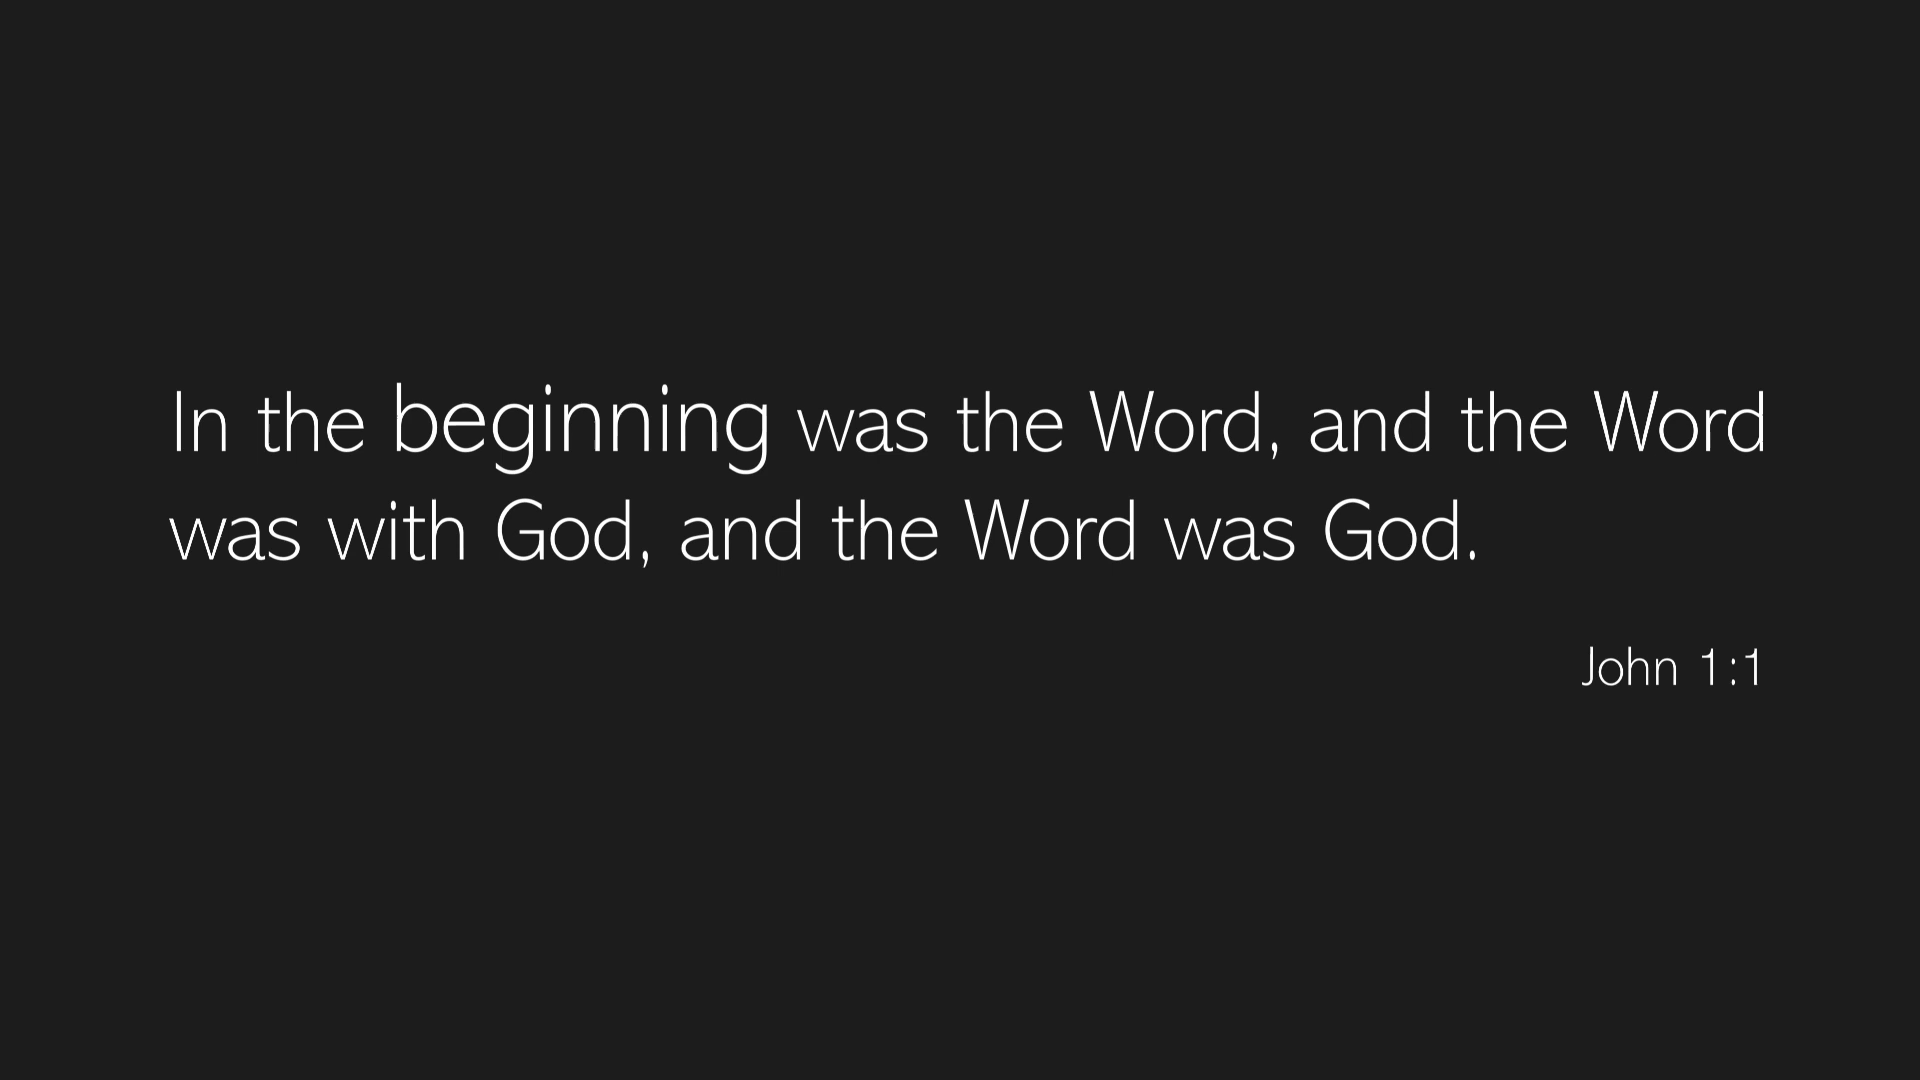 In the beginning was the Word, and the Word
was with God, and the Word was God.
John 1:1